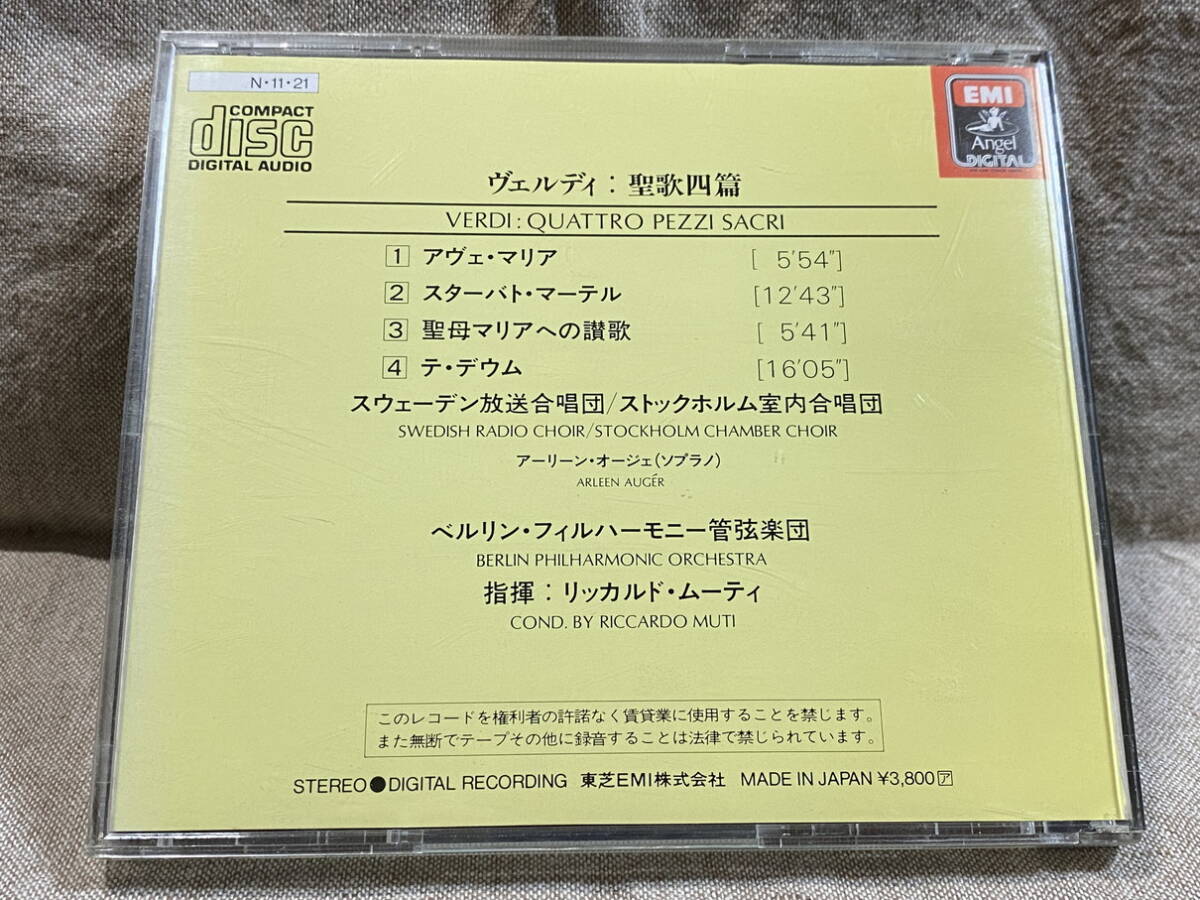 N・11・21
COMPACT
disc
DIGITAL AUDIO
EMI
Angel
DIGITAL
ヴェルディ：聖歌四篇
VERDI: QUATTRO PEZZI SACRI
1 アヴェ・マリア [ 5′54″]
2 スターバト・マーテル [12′43″]
3 聖母マリアへの讃歌 [ 5′41″]
4 テ・デウム [16′05″]
スウェーデン放送合唱団/ストックホルム室内合唱団
SWEDISH RADIO CHOIR/STOCKHOLM CHAMBER CHOIR
アーリーン・オージェ(ソプラノ)
ARLEEN AUGÉR
ベルリン・フィルハーモニー管弦楽団
BERLIN PHILHARMONIC ORCHESTRA
指揮：リッカルド・ムーティ
COND. BY RICCARDO MUTI
このレコードを権利者の許諾なく賃貸業に使用することを禁じます。
また無断でテープその他に録音することは法律で禁じられています。
STEREO●DIGITAL RECORDING 東芝EMI株式会社 MADE IN JAPAN ¥3,800ア